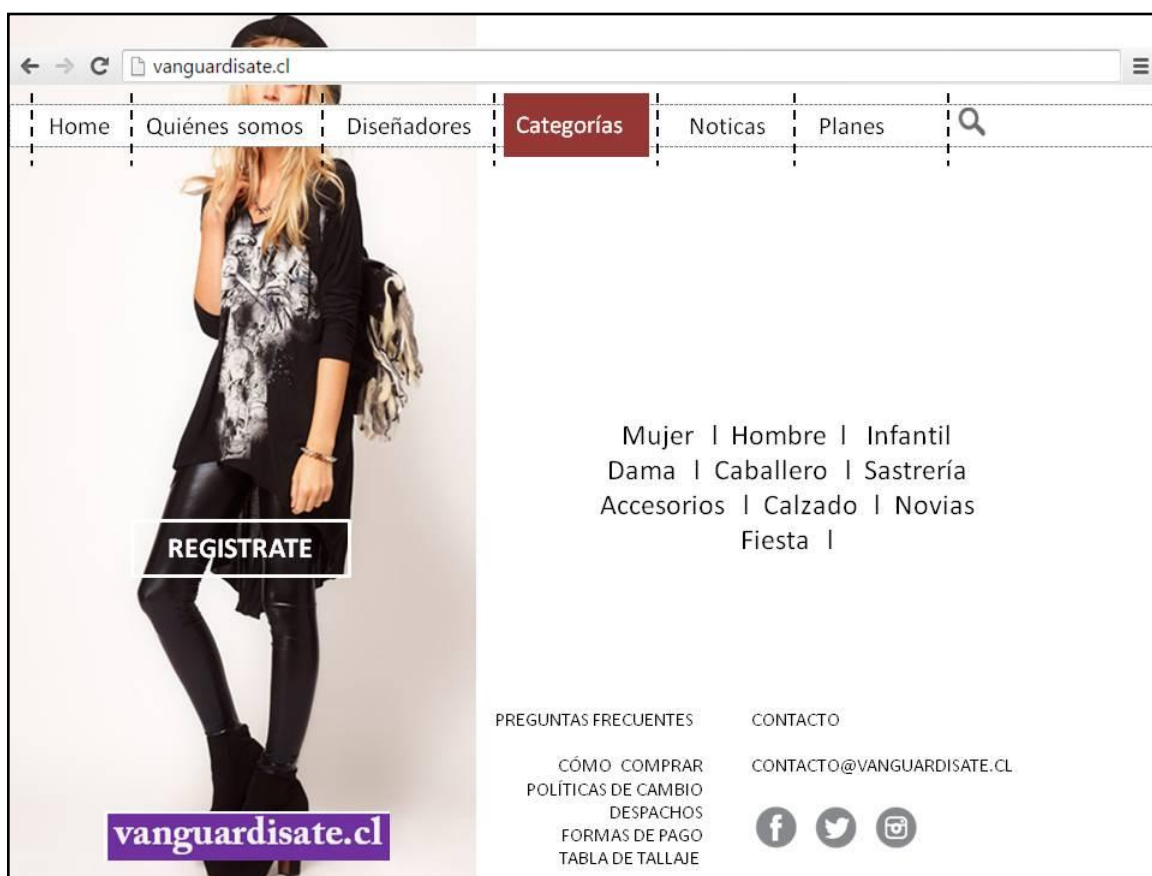 vanguardisate.cl
Home Quiénes somos Diseñadores Categorías Noticas Planes
Mujer l Hombre l Infantil
Dama l Caballero l Sastrería
Accesorios l Calzado l Novias
Fiesta l
REGISTRATE
PREGUNTAS FRECUENTES
CÓMO COMPRAR
POLÍTICAS DE CAMBIO
DESPACHOS
FORMAS DE PAGO
TABLA DE TALLAJE
CONTACTO
CONTACTO@VANGUARDISATE.CL
vanguardisate.cl